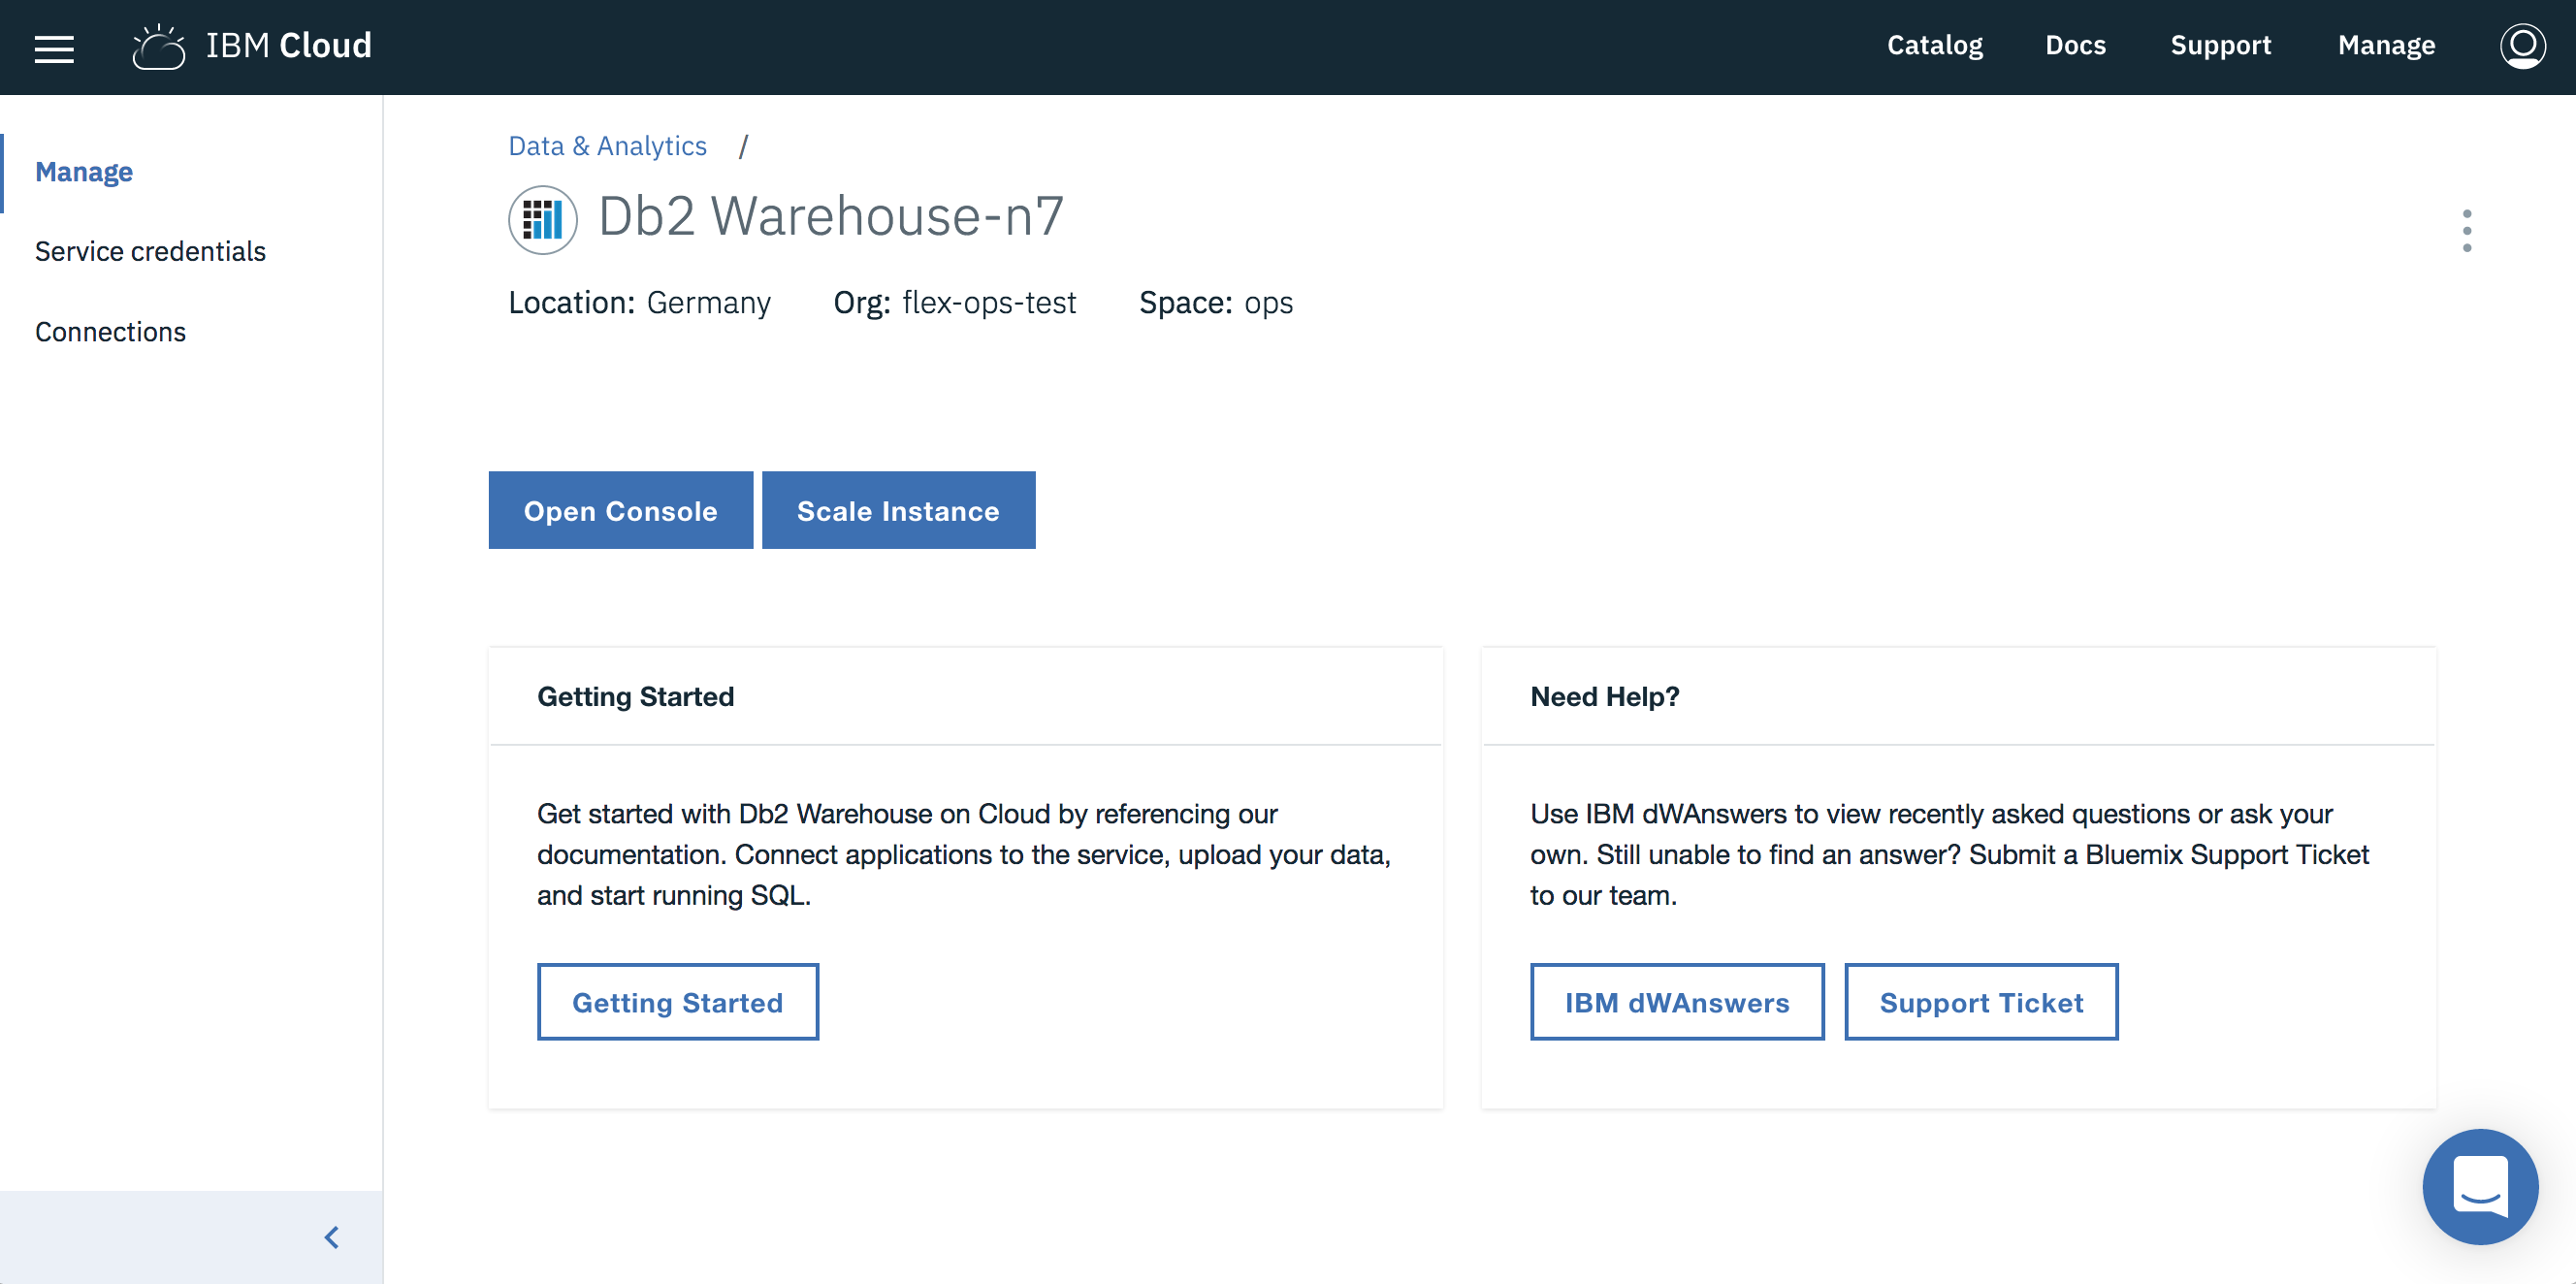 IBM Cloud
Catalog
Docs
Support
Manage
Manage
Service credentials
Connections
Data & Analytics /
Db2 Warehouse-n7
Location: Germany Org: flex-ops-test Space: ops
Open Console
Scale Instance
Getting Started
Get started with Db2 Warehouse on Cloud by referencing our
documentation. Connect applications to the service, upload your data,
and start running SQL.
Getting Started
Need Help?
Use IBM dWAnswers to view recently asked questions or ask your
own. Still unable to find an answer? Submit a Bluemix Support Ticket
to our team.
IBM dWAnswers
Support Ticket